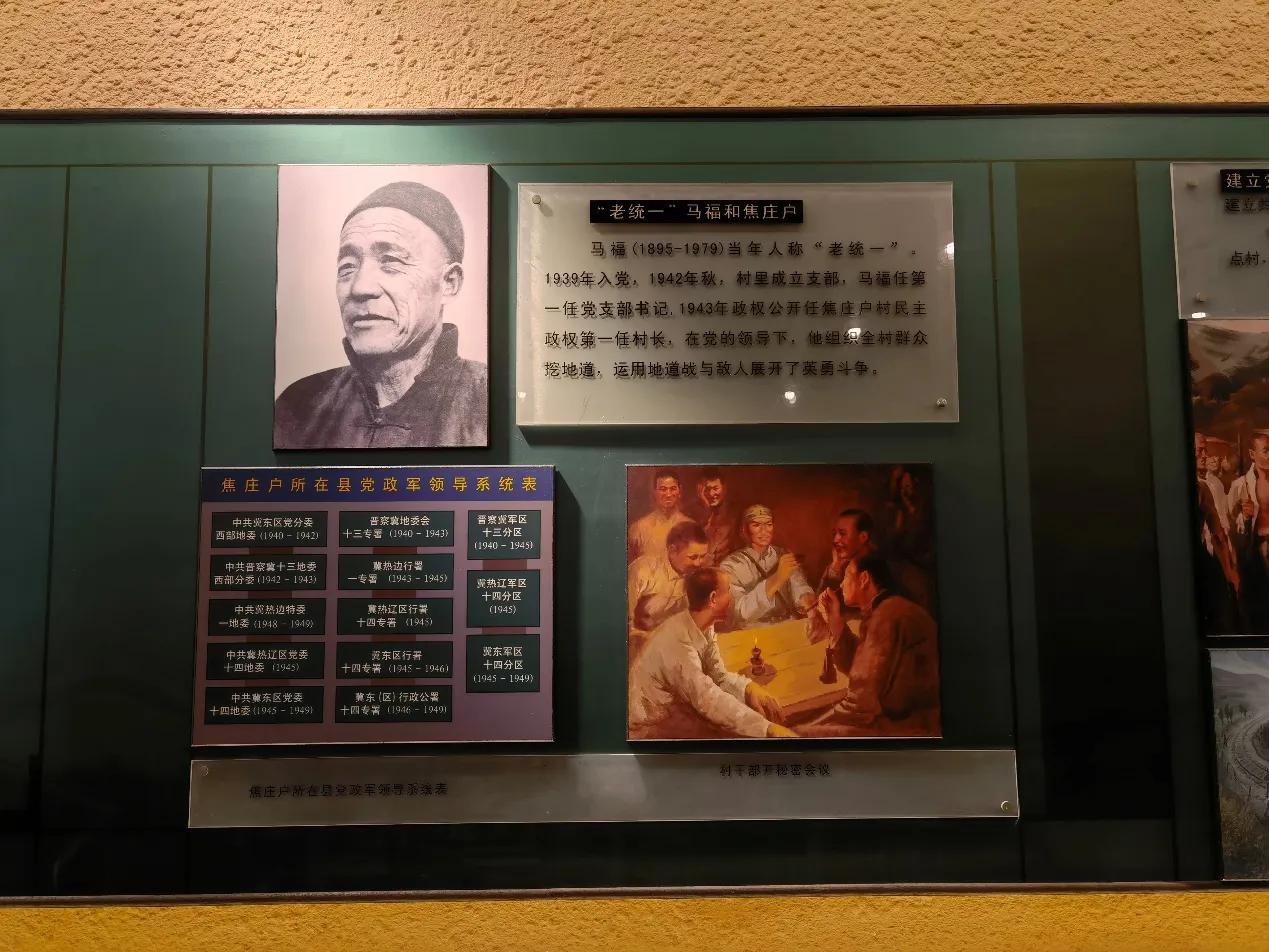 “老统一”马福和焦庄户
马福(1895-1979)当年人称“老统一”。
1939年入党，1942年秋，村里成立支部，马福任第
一任党支部书记，1943年政权公开任焦庄户村民主
政权第一任村长，在党的领导下，他组织全村群众
挖地道，运用地道战与敌人展开了英勇斗争。
焦庄户所在县党政军领导系统表
中共冀东区党分委
西部地委(1940-1942)
中共晋察冀十三地委
西部分委(1942-1943)
中共冀热边特委
一地委(1948-1949)
中共冀热辽区党委
十四地委(1945)
中共冀东区党委
十四地委(1945-1949)
晋察冀地委会
十三专署(1940-1943)
冀热边行署
一专署(1943-1945)
冀热辽区行署
十四专署(1945)
冀东区行署
十四专署(1945-1946)
冀东(区)行政公署
十四专署(1946-1949)
晋察冀军区
十三分区
(1940-1945)
冀热辽军区
十四分区
(1945)
冀东军区
十四分区
(1945-1949)
焦庄户所在县党政军领导系统表
村干部开秘密会议
建立
建立
点村，